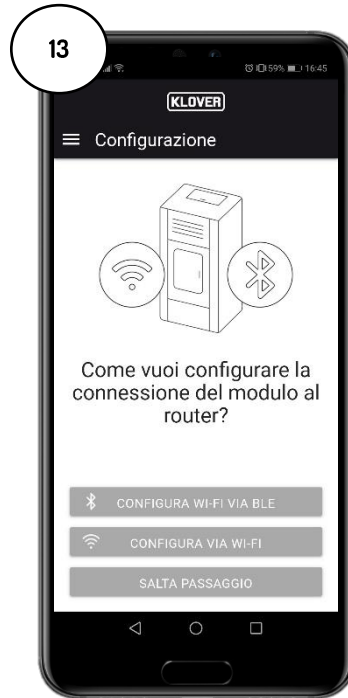 13
59% 16:45
KLOVER
Configurazione
Come vuoi configurare la
connessione del modulo al
router?
CONFIGURA WI-FI VIA BLE
CONFIGURA VIA WI-FI
SALTA PASSAGGIO